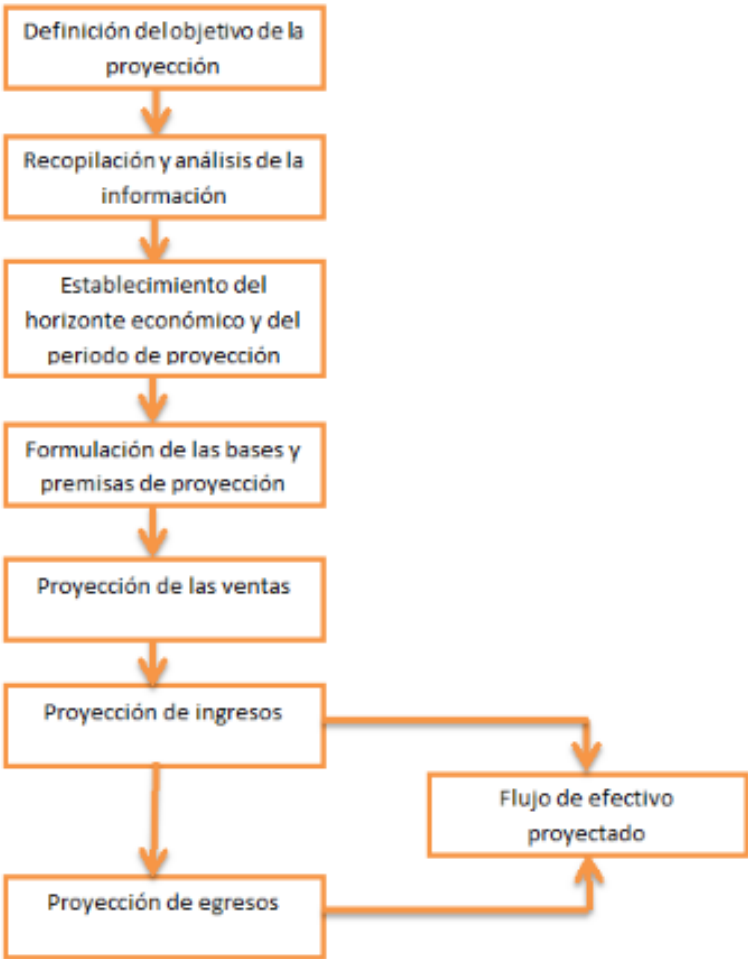 Definición del objetivo de la
proyección
Recopilación y análisis de la
información
Establecimiento del
horizonte económico y del
periodo de proyección
Formulación de las bases y
premisas de proyección
Proyección de las ventas
Proyección de ingresos
Flujo de efectivo
proyectado
Proyección de egresos